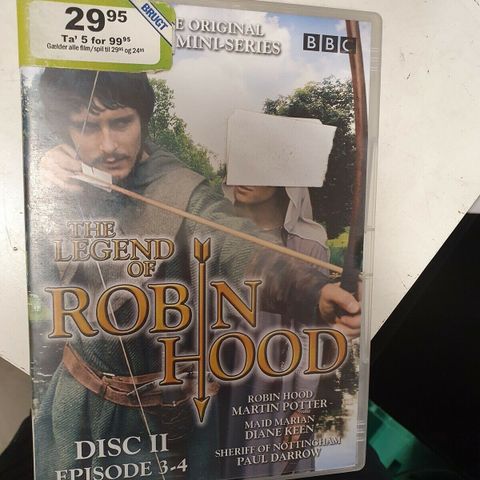 29.95
BRUGT
Ta' 5 for 99.95
Gælder alle film/spil til 29.95 og 24.95
ORIGINAL
MINI-SERIES
BBC
THE
LEGEND
OF
ROBIN
HOOD
ROBIN HOOD
MARTIN POTTER
MAID MARIAN
DIANE KEEN
SHERIFF OF NOTTINGHAM
PAUL DARROW
DISC II
EPISODE 3-4